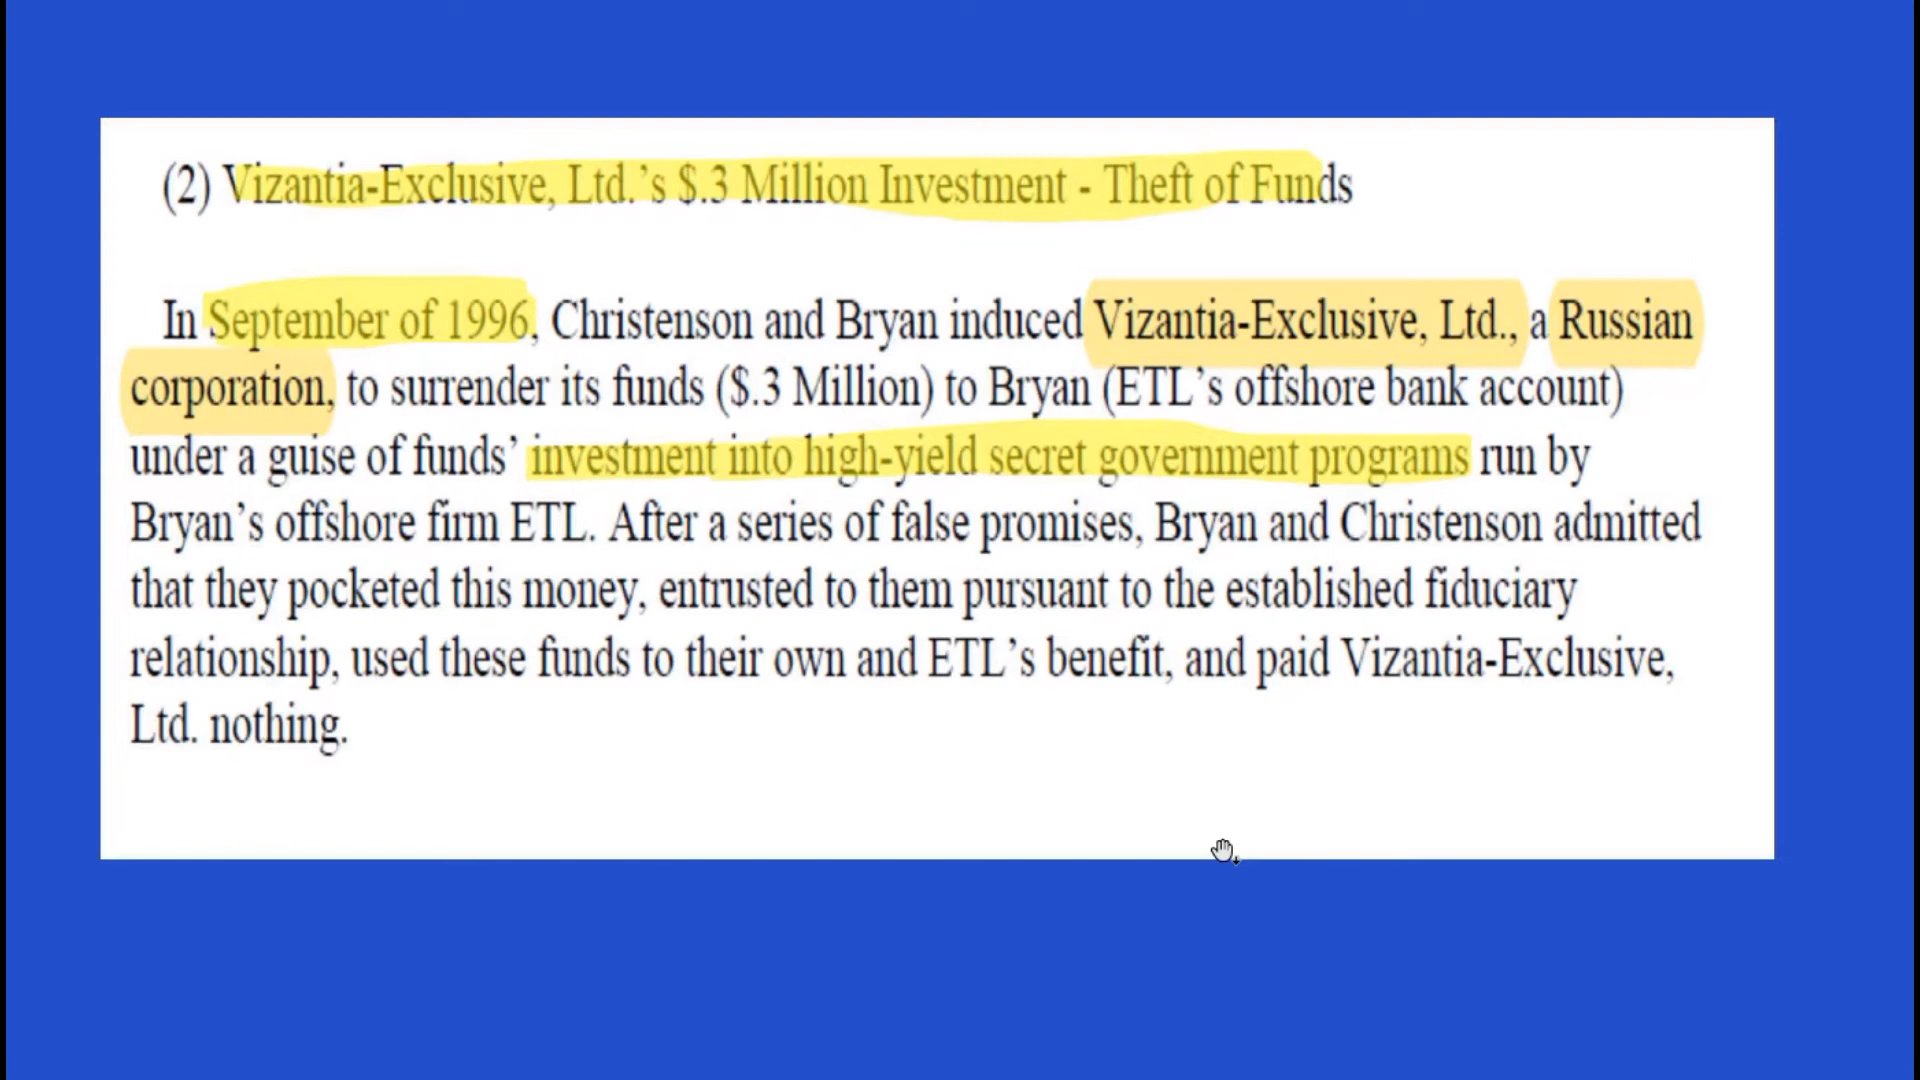 (2) Vizantia-Exclusive, Ltd.’s $.3 Million Investment - Theft of Funds
In September of 1996, Christenson and Bryan induced Vizantia-Exclusive, Ltd., a Russian
corporation, to surrender its funds ($.3 Million) to Bryan (ETL’s offshore bank account)
under a guise of funds’ investment into high-yield secret government programs run by
Bryan’s offshore firm ETL. After a series of false promises, Bryan and Christenson admitted
that they pocketed this money, entrusted to them pursuant to the established fiduciary
relationship, used these funds to their own and ETL’s benefit, and paid Vizantia-Exclusive,
Ltd. nothing.